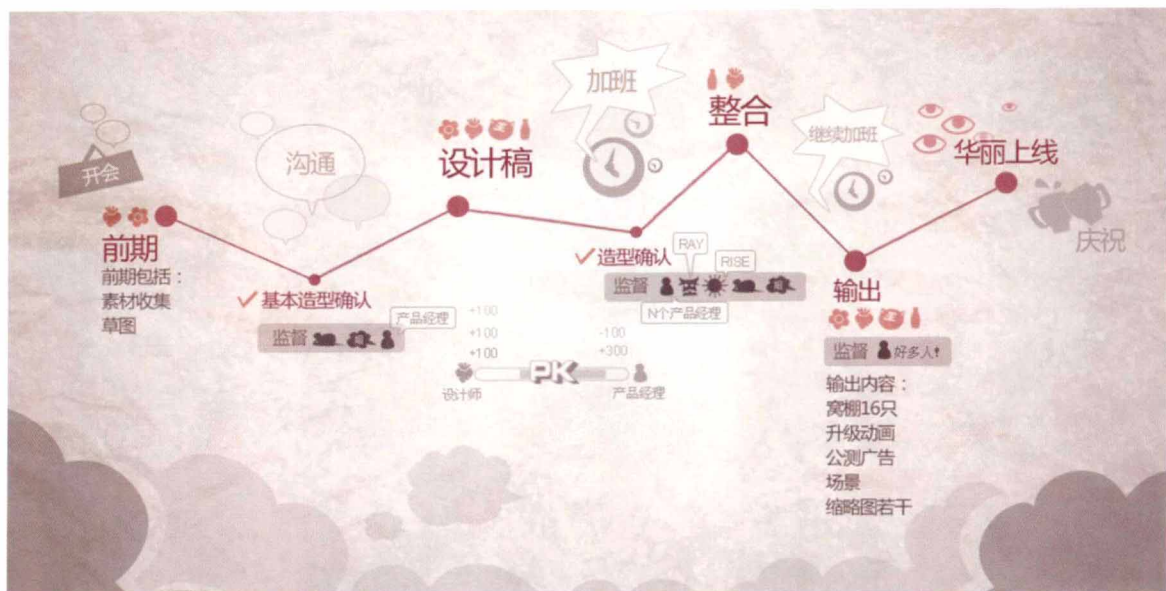 开会
前期
前期包括：
素材收集
草图
沟通
✓基本造型确认
监督
产品经理
设计稿
+100
+100
+100
-100
+300
PK
设计师
产品经理
加班
✓造型确认
RAY
RISE
监督
N个产品经理
整合
继续加班
输出
监督 好多人!
输出内容：
窝棚16只
升级动画
公测广告
场景
缩略图若干
华丽上线
庆祝